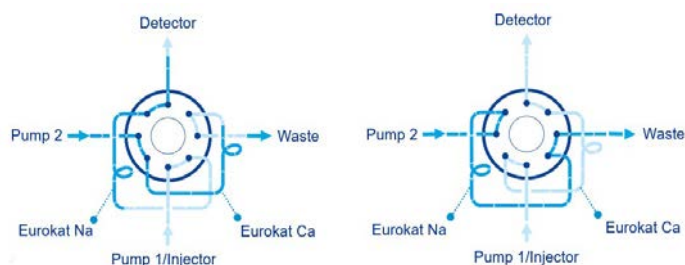 Detector
Detector
Pump 2
Waste
Pump 2
Waste
Eurokat Na
Eurokat Ca
Eurokat Na
Eurokat Ca
Pump 1/Injector
Pump 1/Injector